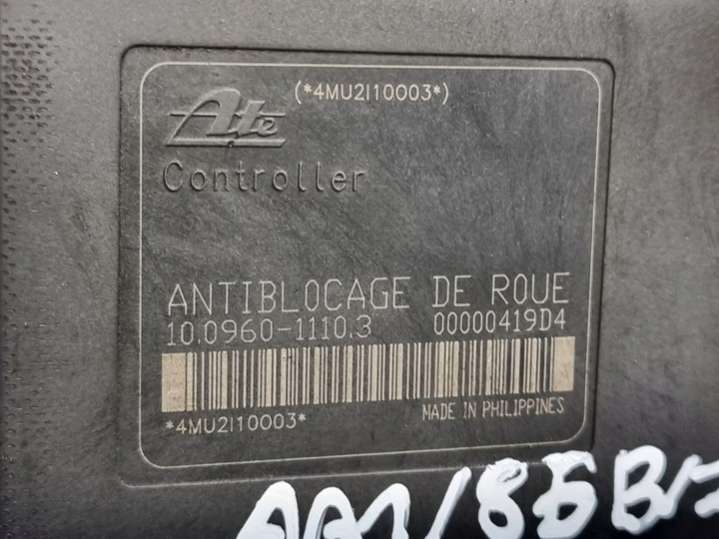 (*4MU2I10003*)
Ate
Controller
ANTIBLOCAGE DE ROUE
10.0960-1110.3 00000419D4
*4MU2I10003*
MADE IN PHILIPPINES